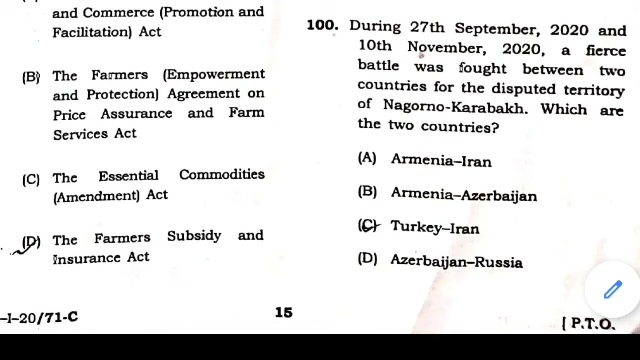 and Commerce (Promotion and
Facilitation) Act
(B) The Farmers (Empowerment
and Protection) Agreement on
Price Assurance and Farm
Services Act
(C) The Essential Commodities
(Amendment) Act
(D) The Farmers Subsidy and
Insurance Act
-I-20/71-C
100. During 27th September, 2020 and
10th November, 2020, a fierce
battle was fought between two
countries for the disputed territory
of Nagorno-Karabakh. Which are
the two countries?
(A) Armenia–Iran
(B) Armenia–Azerbaijan
(C) Turkey–Iran
(D) Azerbaijan–Russia
15
[ P.T.O.